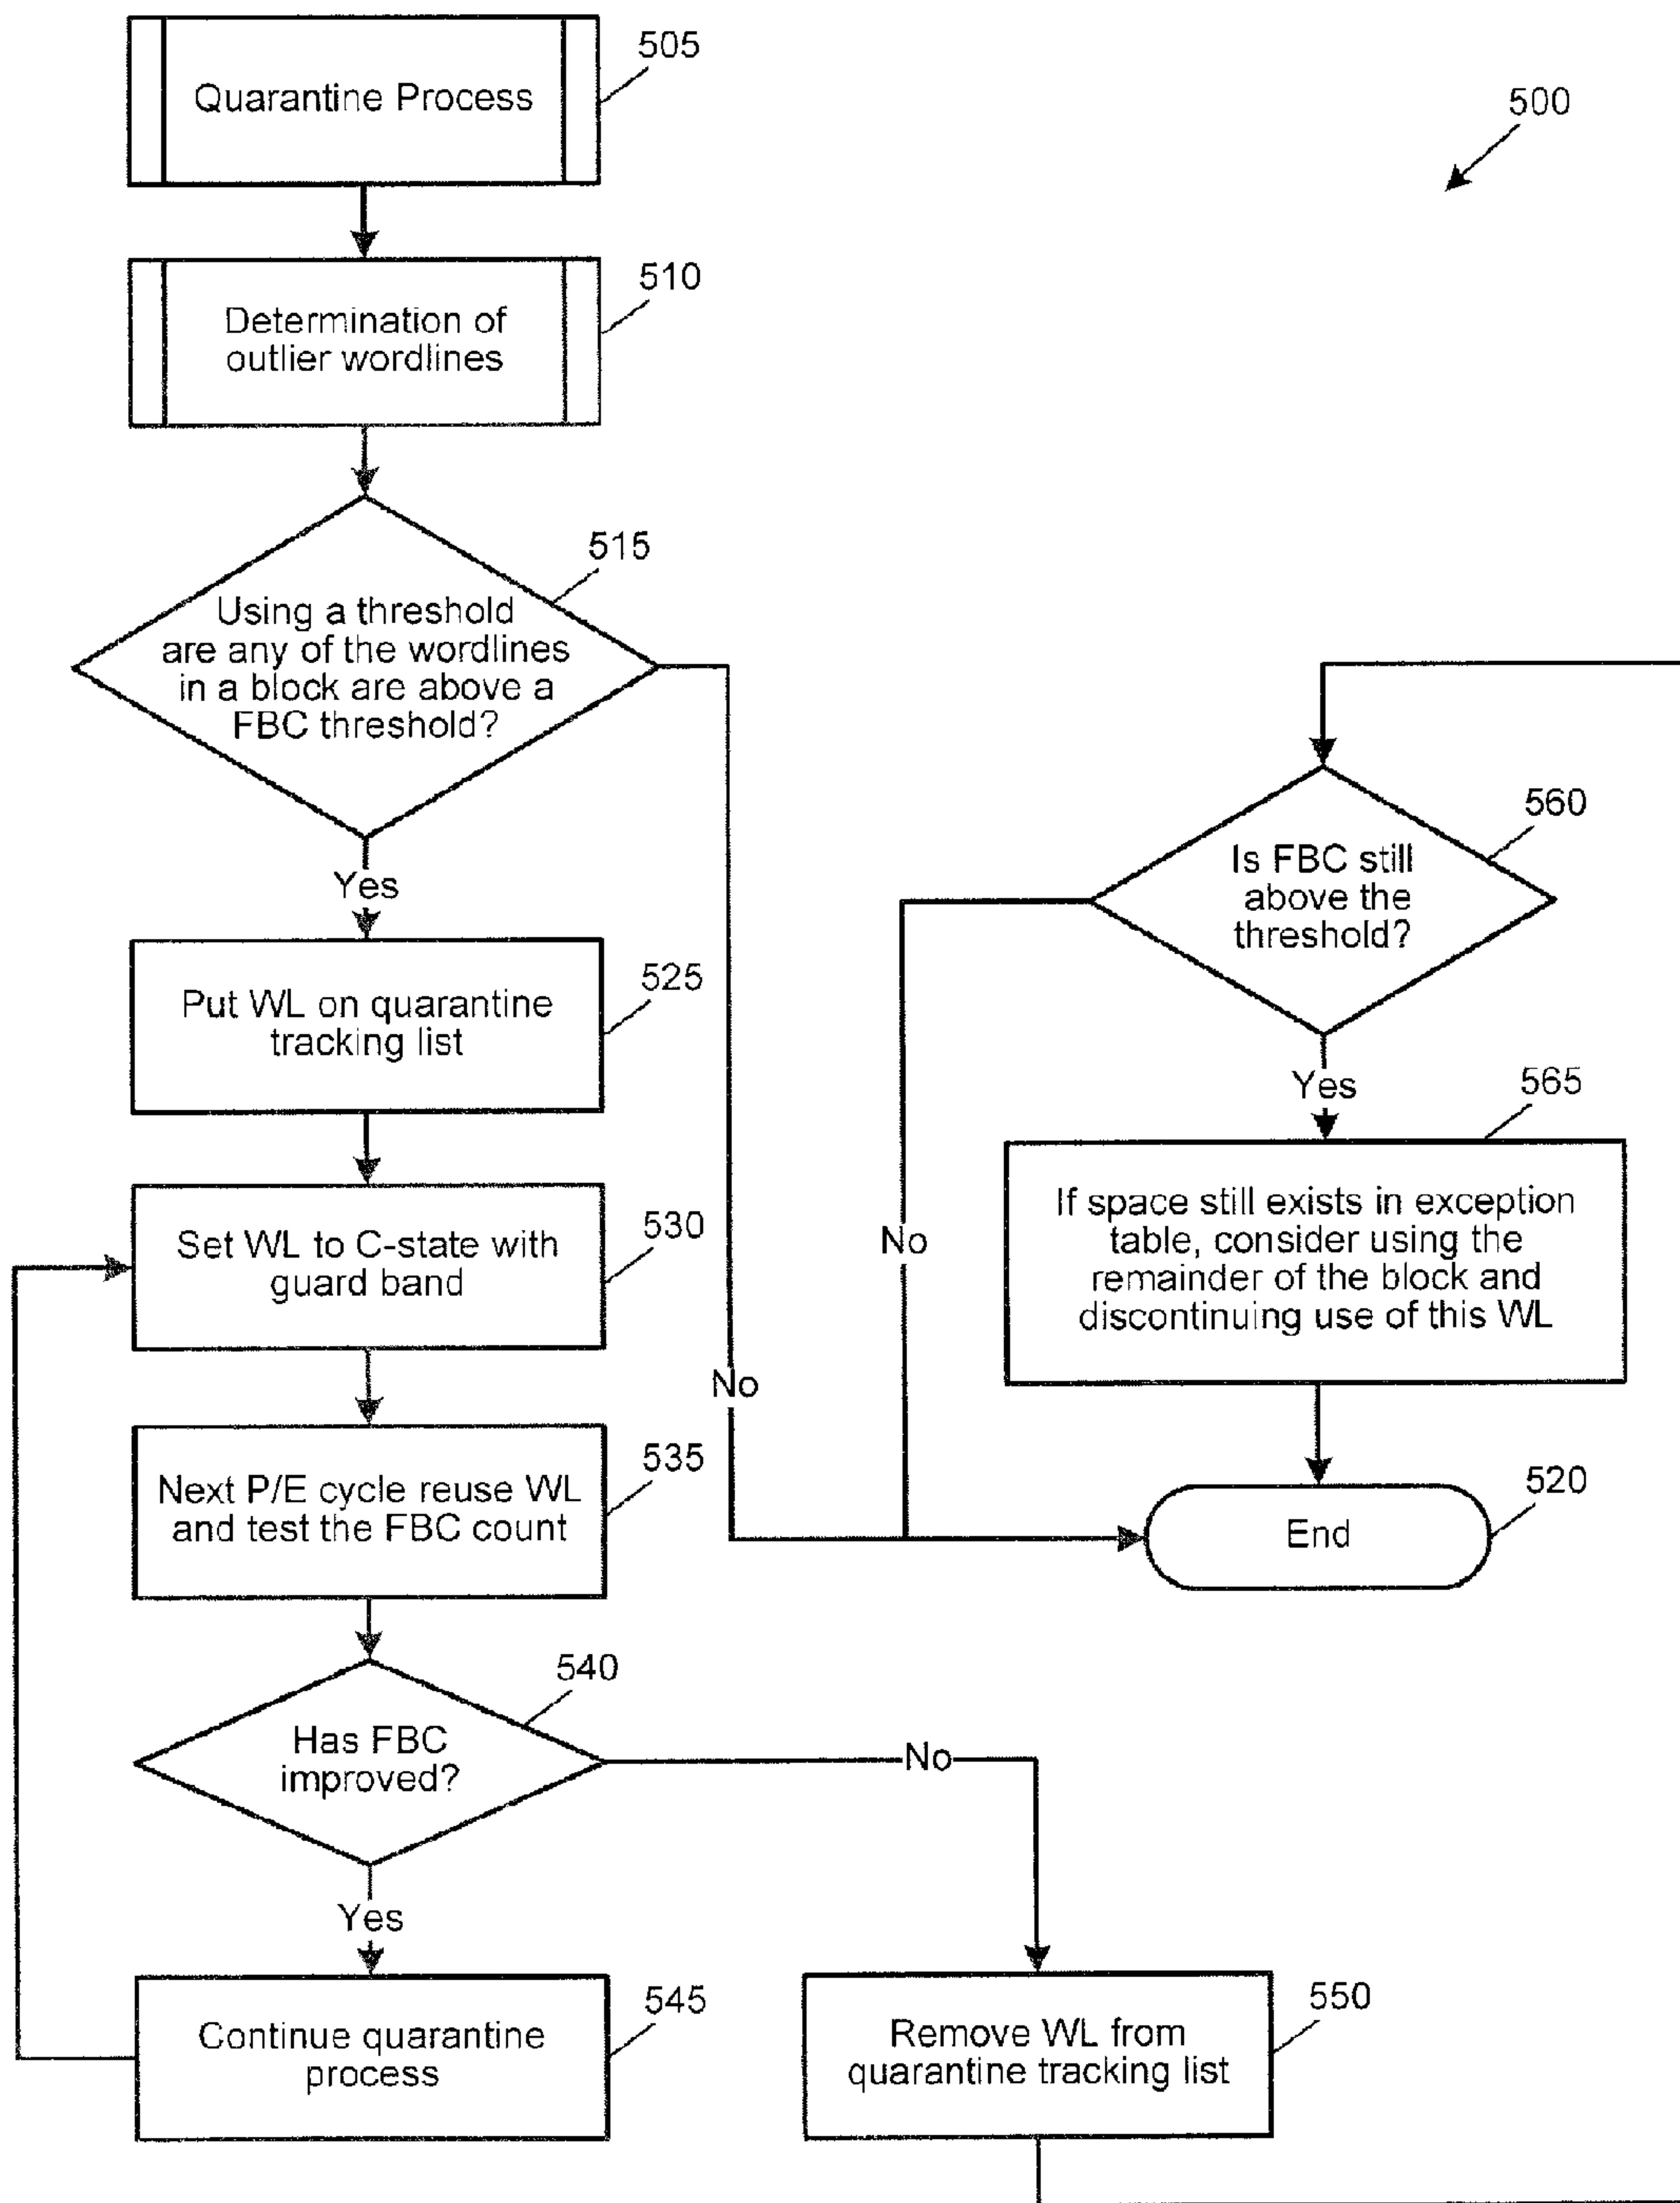 505
Quarantine Process
500
510
Determination of
outlier wordlines
515
Using a threshold
are any of the wordlines
in a block are above a
FBC threshold?
Yes
525
Put WL on quarantine
tracking list
530
Set WL to C-state with
guard band
No
535
Next P/E cycle reuse WL
and test the FBC count
540
Has FBC
improved?
No
Yes
545
Continue quarantine
process
550
Remove WL from
quarantine tracking list
560
Is FBC still
above the
threshold?
No
Yes
565
If space still exists in exception
table, consider using the
remainder of the block and
discontinuing use of this WL
520
End